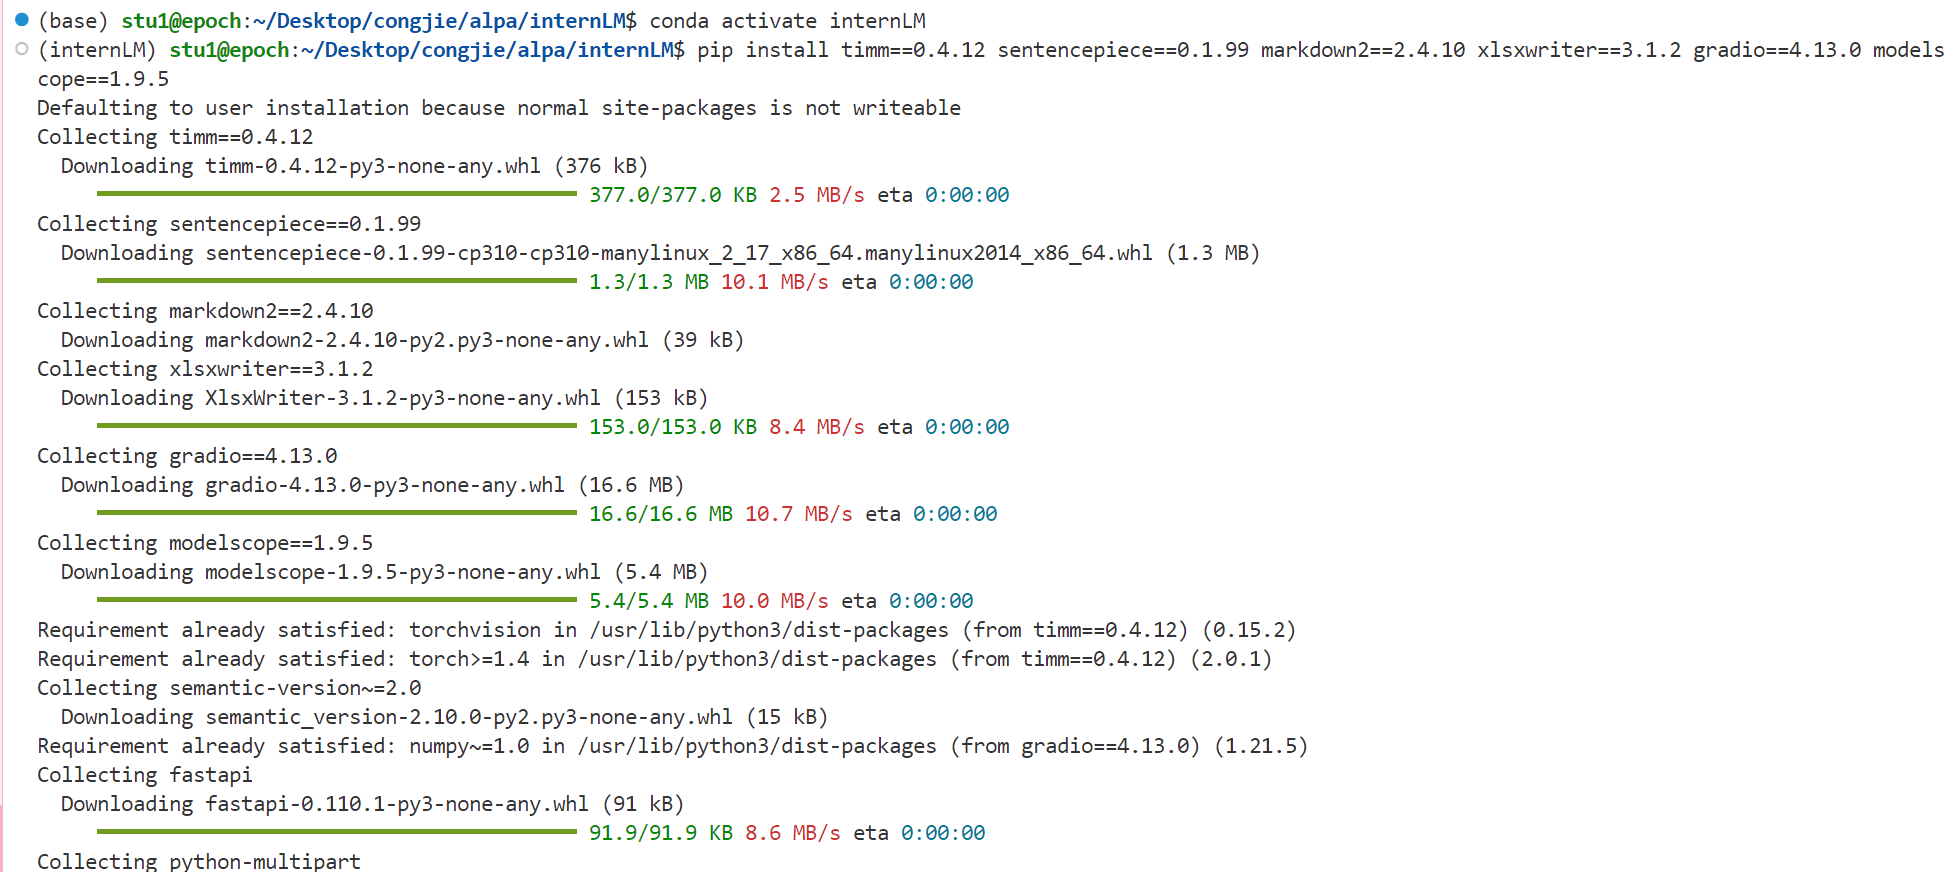 (base) stu1@epoch:~/Desktop/congjie/alpa/internLM$ conda activate internLM
(internLM) stu1@epoch:~/Desktop/congjie/alpa/internLM$ pip install timm==0.4.12 sentencepiece==0.1.99 markdown2==2.4.10 xlsxwriter==3.1.2 gradio==4.13.0 models
cope==1.9.5
Defaulting to user installation because normal site-packages is not writeable
Collecting timm==0.4.12
  Downloading timm-0.4.12-py3-none-any.whl (376 kB)
377.0/377.0 KB 2.5 MB/s eta 0:00:00
Collecting sentencepiece==0.1.99
  Downloading sentencepiece-0.1.99-cp310-cp310-manylinux_2_17_x86_64.manylinux2014_x86_64.whl (1.3 MB)
1.3/1.3 MB 10.1 MB/s eta 0:00:00
Collecting markdown2==2.4.10
  Downloading markdown2-2.4.10-py2.py3-none-any.whl (39 kB)
Collecting xlsxwriter==3.1.2
  Downloading XlsxWriter-3.1.2-py3-none-any.whl (153 kB)
153.0/153.0 KB 8.4 MB/s eta 0:00:00
Collecting gradio==4.13.0
  Downloading gradio-4.13.0-py3-none-any.whl (16.6 MB)
16.6/16.6 MB 10.7 MB/s eta 0:00:00
Collecting modelscope==1.9.5
  Downloading modelscope-1.9.5-py3-none-any.whl (5.4 MB)
5.4/5.4 MB 10.0 MB/s eta 0:00:00
Requirement already satisfied: torchvision in /usr/lib/python3/dist-packages (from timm==0.4.12) (0.15.2)
Requirement already satisfied: torch>=1.4 in /usr/lib/python3/dist-packages (from timm==0.4.12) (2.0.1)
Collecting semantic-version~=2.0
  Downloading semantic_version-2.10.0-py2.py3-none-any.whl (15 kB)
Requirement already satisfied: numpy~=1.0 in /usr/lib/python3/dist-packages (from gradio==4.13.0) (1.21.5)
Collecting fastapi
  Downloading fastapi-0.110.1-py3-none-any.whl (91 kB)
91.9/91.9 KB 8.6 MB/s eta 0:00:00
Collecting python-multipart